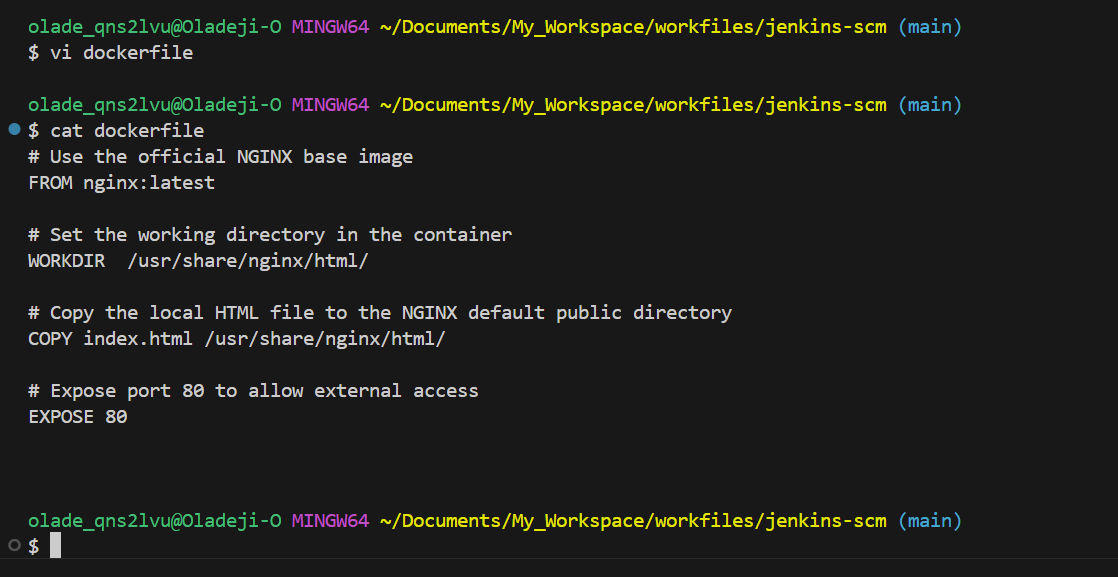 olade_qns2lvu@Oladeji-O MINGW64 ~/Documents/My_Workspace/workfiles/jenkins-scm (main)
$ vi dockerfile
olade_qns2lvu@Oladeji-O MINGW64 ~/Documents/My_Workspace/workfiles/jenkins-scm (main)
$ cat dockerfile
# Use the official NGINX base image
FROM nginx:latest
# Set the working directory in the container
WORKDIR  /usr/share/nginx/html/
# Copy the local HTML file to the NGINX default public directory
COPY index.html /usr/share/nginx/html/
# Expose port 80 to allow external access
EXPOSE 80
olade_qns2lvu@Oladeji-O MINGW64 ~/Documents/My_Workspace/workfiles/jenkins-scm (main)
$